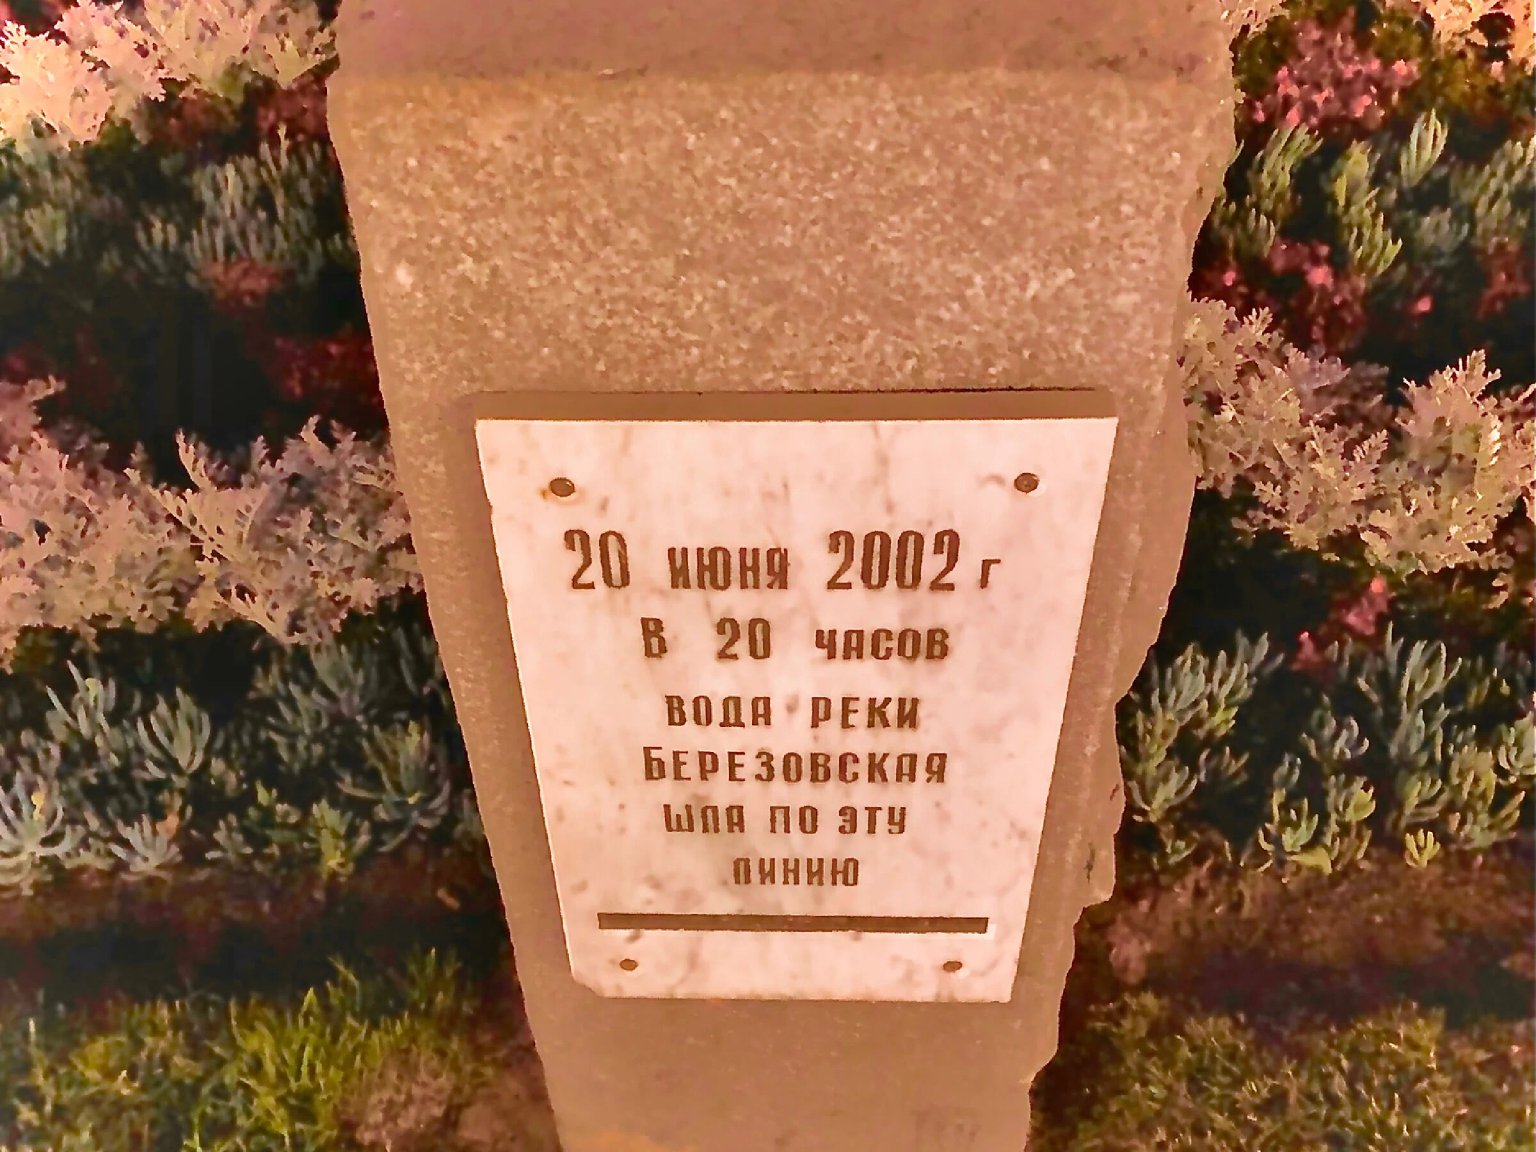 20 июня 2002 г
В 20 часов
вода реки
Березовская
шла по эту
линию